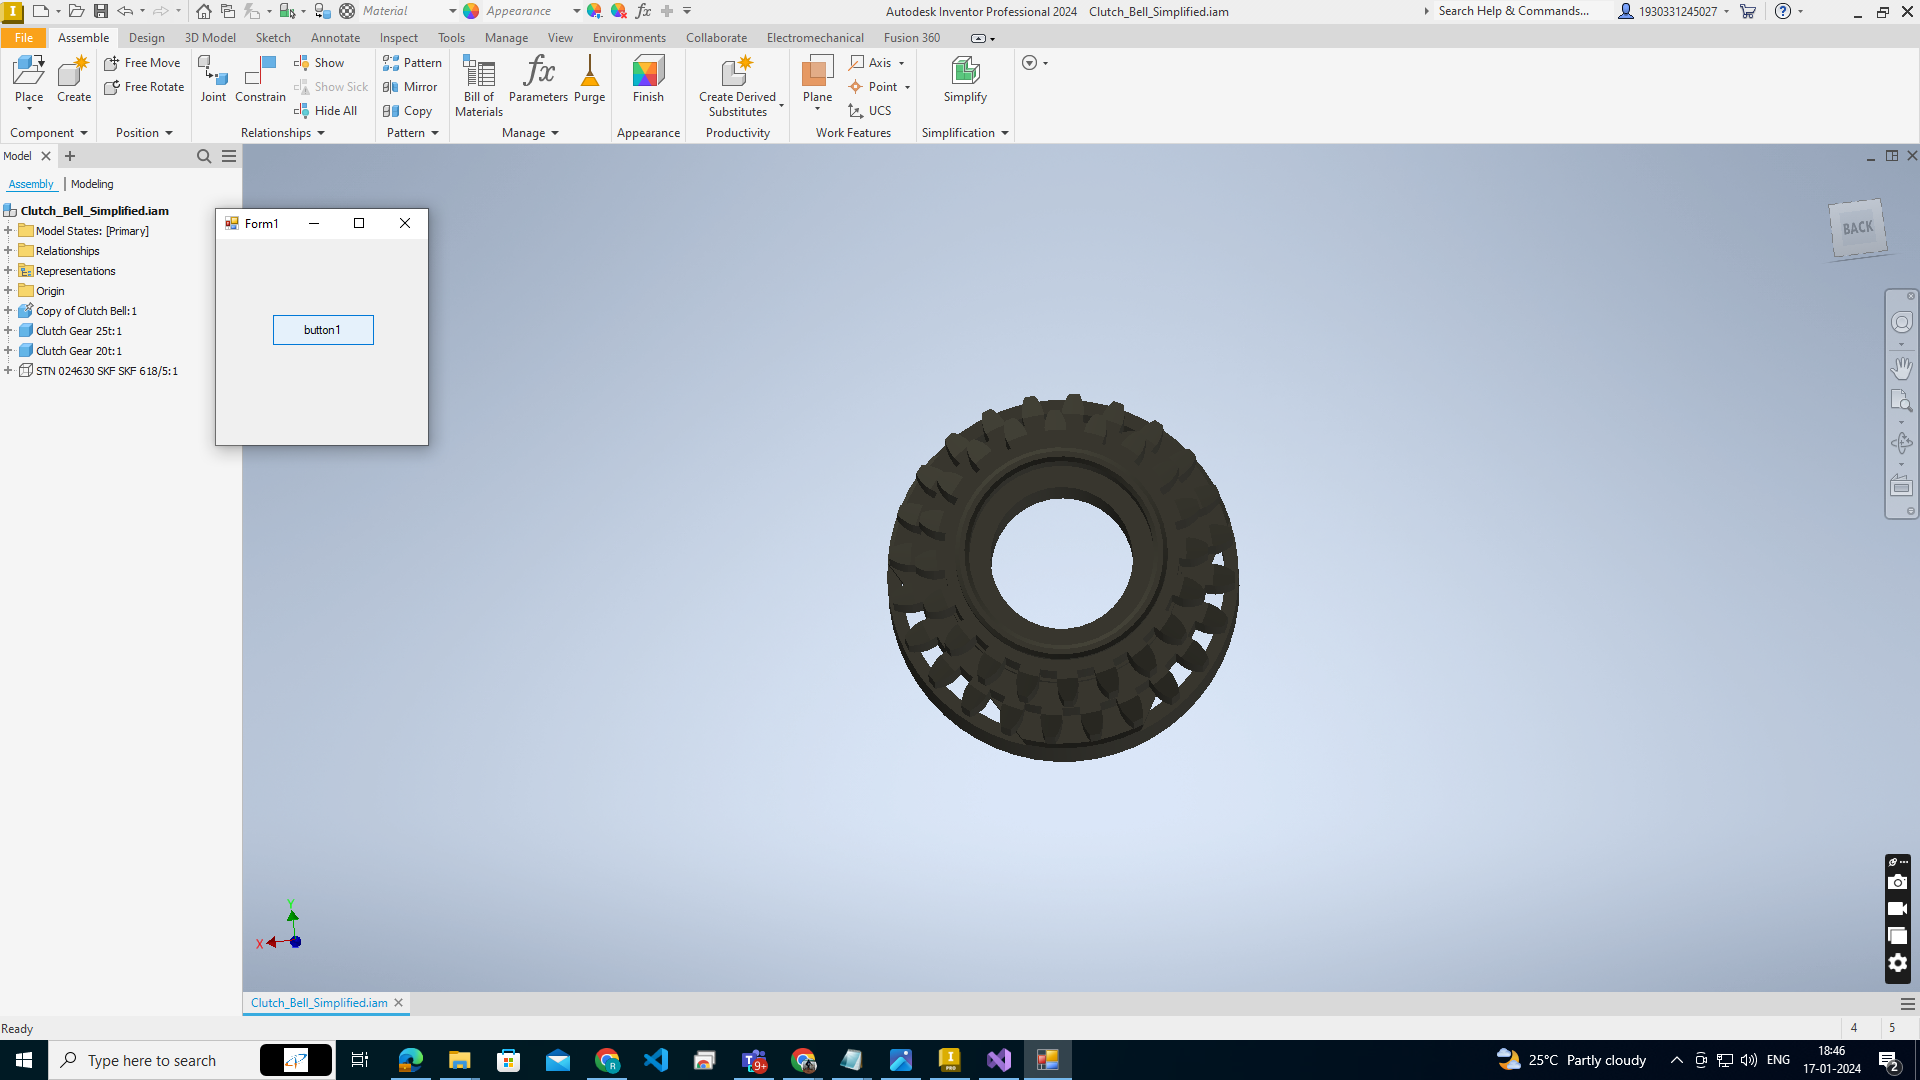 Material
Appearance
Autodesk Inventor Professional 2024 Clutch_Bell_Simplified.iam
Search Help & Commands...
1930331245027
File Assemble Design 3D Model Sketch Annotate Inspect Tools Manage View Environments Collaborate Electromechanical Fusion 360
Place
Create
Free Move
Free Rotate
Joint
Constrain
Show
Show Sick
Hide All
Pattern
Mirror
Copy
Bill of
Materials
fx
Parameters
Purge
Finish
Create Derived
Substitutes
Plane
Axis
Point
UCS
Simplify
Component
Position
Relationships
Pattern
Manage
Appearance
Productivity
Work Features
Simplification
Model
Assembly Modeling
Clutch_Bell_Simplified.iam
Model States: [Primary]
Relationships
Representations
Origin
Copy of Clutch Bell:1
Clutch Gear 25t:1
Clutch Gear 20t:1
STN 024630 SKF SKF 618/5:1
Form1
button1
BACK
Y
X
Clutch_Bell_Simplified.iam
Ready
4 5
Type here to search
9+
25°C Partly cloudy
ENG
18:46
17-01-2024
2